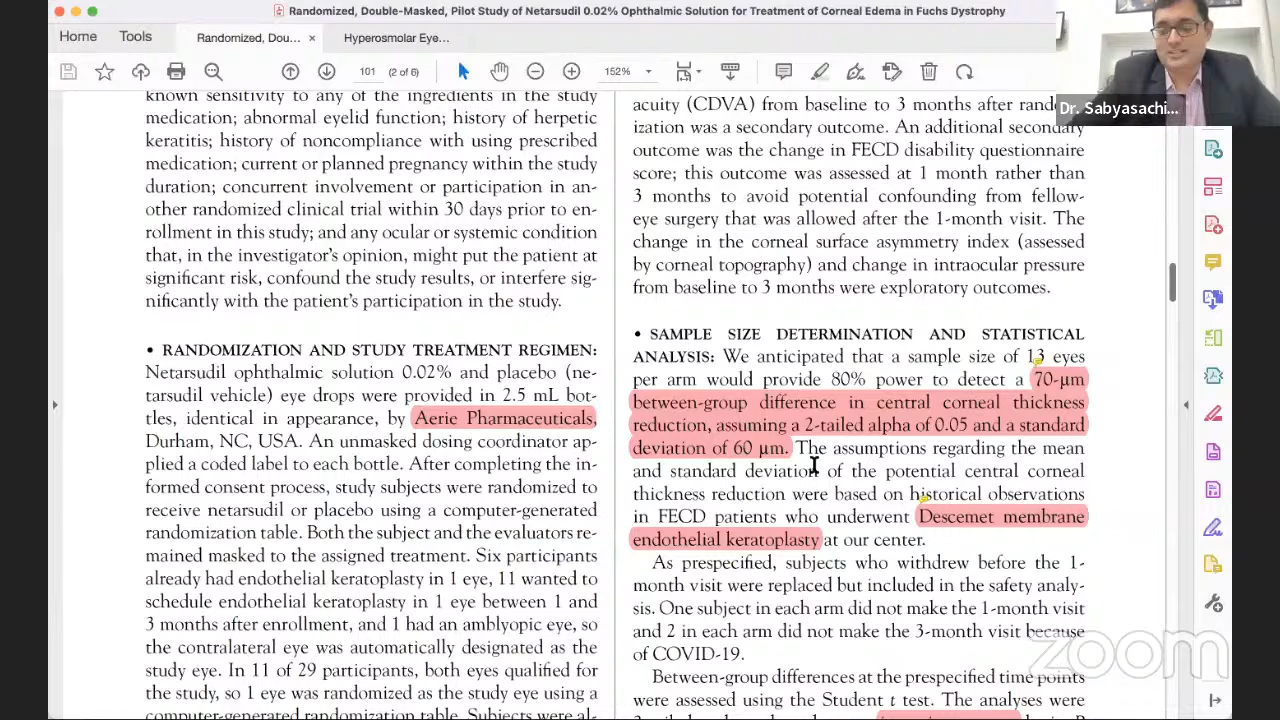 Randomized, Double-Masked, Pilot Study of Netarsudil 0.02% Ophthalmic Solution for Treatment of Corneal Edema in Fuchs Dystrophy
Home Tools Randomized, Dou... × Hyperosmolar Eye...
101 (2 of 6) 152%
Dr. Sabyasachi...
known sensitivity to any of the ingredients in the study
medication; abnormal eyelid function; history of herpetic
keratitis; history of noncompliance with using prescribed
medication; current or planned pregnancy within the study
duration; concurrent involvement or participation in an-
other randomized clinical trial within 30 days prior to en-
rollment in this study; and any ocular or systemic condition
that, in the investigator's opinion, might put the patient at
significant risk, confound the study results, or interfere sig-
nificantly with the patient's participation in the study.
• RANDOMIZATION AND STUDY TREATMENT REGIMEN:
Netarsudil ophthalmic solution 0.02% and placebo (ne-
tarsudil vehicle) eye drops were provided in 2.5 mL bot-
tles, identical in appearance, by Aerie Pharmaceuticals,
Durham, NC, USA. An unmasked dosing coordinator ap-
plied a coded label to each bottle. After completing the in-
formed consent process, study subjects were randomized to
receive netarsudil or placebo using a computer-generated
randomization table. Both the subject and the evaluators re-
mained masked to the assigned treatment. Six participants
already had endothelial keratoplasty in 1 eye, 11 wanted to
schedule endothelial keratoplasty in 1 eye between 1 and
3 months after enrollment, and 1 had an amblyopic eye, so
the contralateral eye was automatically designated as the
study eye. In 11 of 29 participants, both eyes qualified for
the study, so 1 eye was randomized as the study eye using a
computer-generated randomization table. Subjects were al-
acuity (CDVA) from baseline to 3 months after random-
ization was a secondary outcome. An additional secondary
outcome was the change in FECD disability questionnaire
score; this outcome was assessed at 1 month rather than
3 months to avoid potential confounding from fellow-
eye surgery that was allowed after the 1-month visit. The
change in the corneal surface asymmetry index (assessed
by corneal topography) and change in intraocular pressure
from baseline to 3 months were exploratory outcomes.
• SAMPLE SIZE DETERMINATION AND STATISTICAL
ANALYSIS: We anticipated that a sample size of 13 eyes
per arm would provide 80% power to detect a 70-μm
between-group difference in central corneal thickness
reduction, assuming a 2-tailed alpha of 0.05 and a standard
deviation of 60 μm. The assumptions regarding the mean
and standard deviation of the potential central corneal
thickness reduction were based on historical observations
in FECD patients who underwent Descemet membrane
endothelial keratoplasty at our center.
As prespecified, subjects who withdrew before the 1-
month visit were replaced but included in the safety analy-
sis. One subject in each arm did not make the 1-month visit
and 2 in each arm did not make the 3-month visit because
of COVID-19.
Between-group differences at the prespecified time points
were assessed using the Student t test. The analyses were
zoom